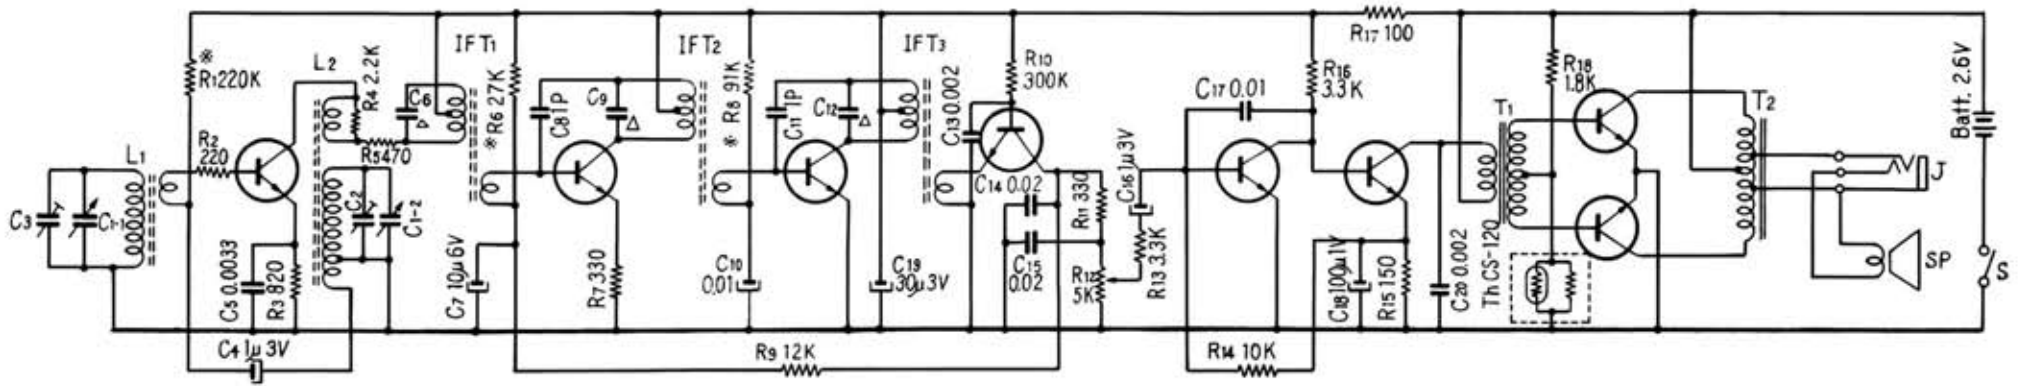 ※
R1 220K
R2
220
C3
C1-1
L1
C5 0.0033
R3 820
C4 1μ 3V
L2
R4 2.2K
R5 470
C2
C1-2
C6
IFT1
※ R6 27K
C7 10μ 6V
C8 1P
C9
R7 330
IFT2
※ R8 91K
C10
0.01
C11 1P
C12
C19
30μ 3V
R9 12K
IFT3
C13 0.002
R10
300K
C14 0.02
C15
0.02
R11 330
R12
5K
C16 1μ 3V
R13 3.3K
C17 0.01
R14 10K
R16
3.3K
C18 100μ 1V
R15 150
C20 0.002
R17 100
T1
Th CS-120
R18
1.8K
T2
J
SP
Batt. 2.6V
S